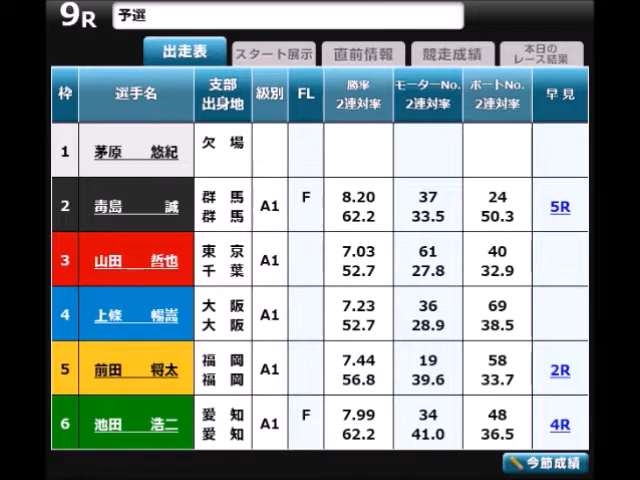 9R 予選
出走表 スタート展示 直前情報 競走成績 本日のレース結果
枠 選手名 支部 出身地 級別 FL 勝率 2連対率 モーターNo. 2連対率 ボートNo. 2連対率 早見
1 茅原 悠紀 欠場
2 毒島 誠 群馬 群馬 A1 F 8.20 62.2 37 33.5 24 50.3 5R
3 山田 哲也 東京 千葉 A1 7.03 52.7 61 27.8 40 32.9
4 上條 暢嵩 大阪 大阪 A1 7.23 52.7 36 28.9 69 38.5
5 前田 将太 福岡 福岡 A1 7.44 56.8 19 39.6 58 33.7 2R
6 池田 浩二 愛知 愛知 A1 F 7.99 62.2 34 41.0 48 36.5 4R
今節成績